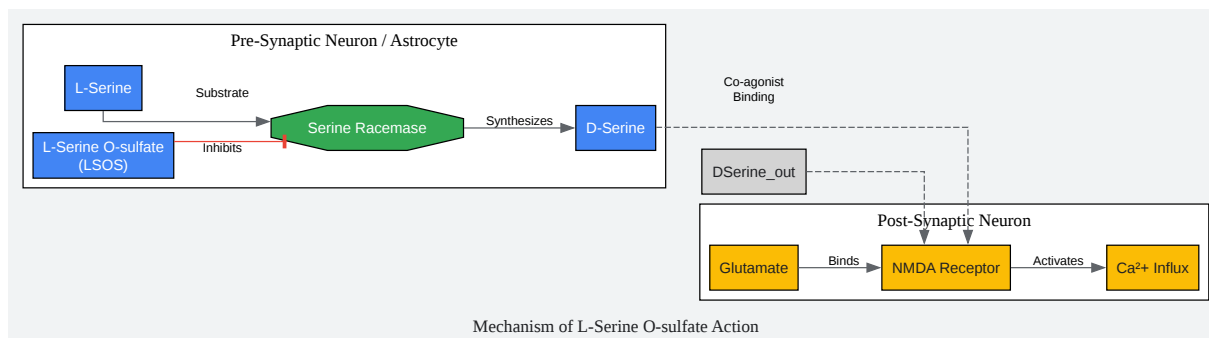 Pre-Synaptic Neuron / Astrocyte
L-Serine
Substrate
L-Serine O-sulfate
(LSOS)
Inhibits
Serine Racemase
Synthesizes
D-Serine
Co-agonist
Binding
DSerine_out
Post-Synaptic Neuron
Glutamate
Binds
NMDA Receptor
Activates
Ca²+ Influx
Mechanism of L-Serine O-sulfate Action